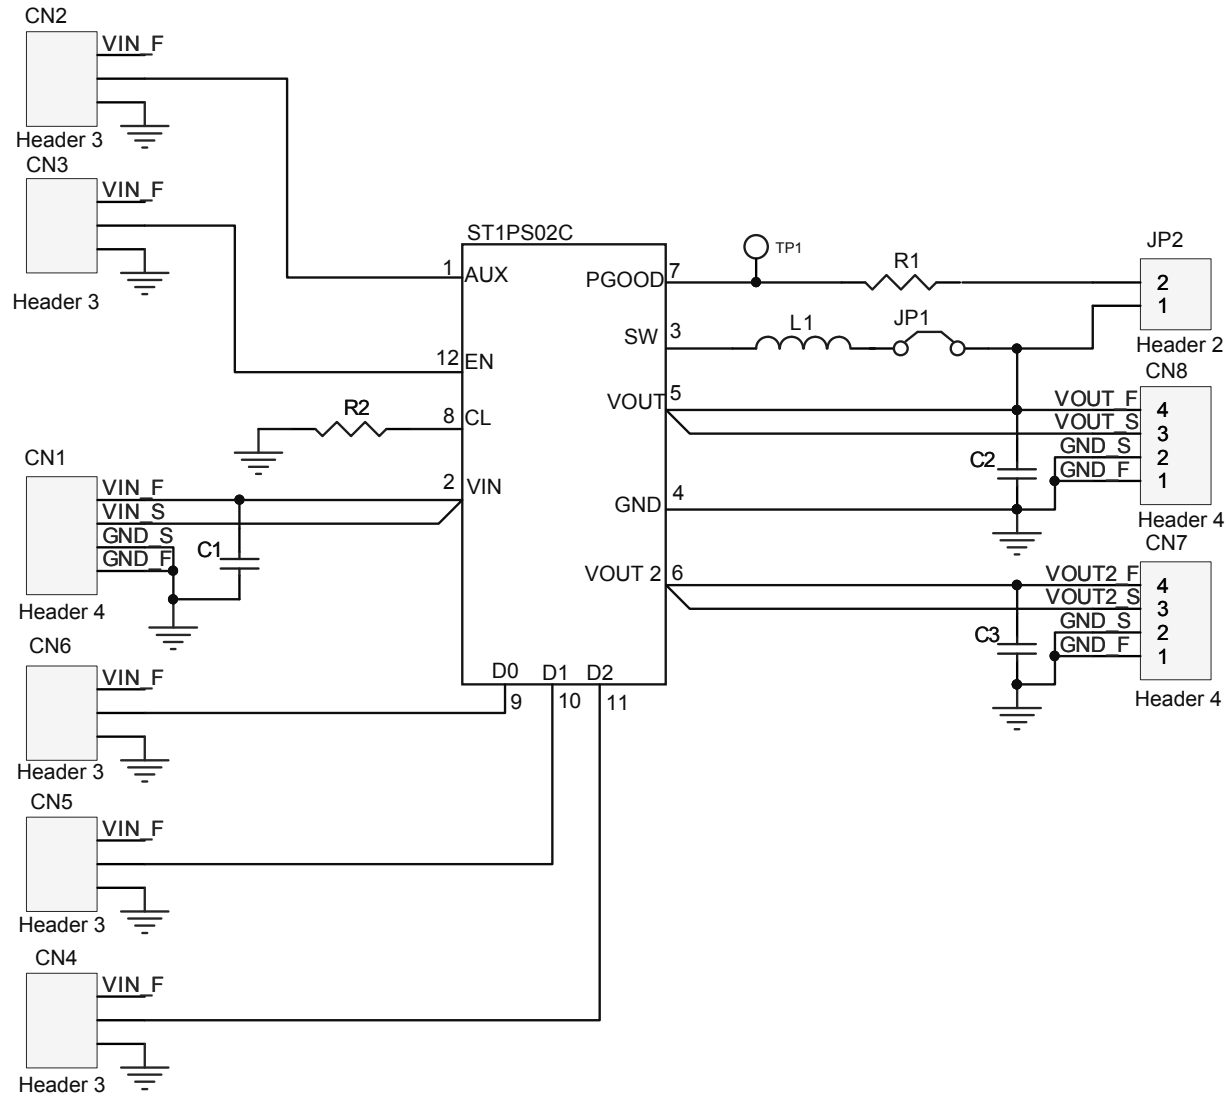 CN2
VIN_F
Header 3
CN3
VIN_F
Header 3
ST1PS02C
1 AUX
12 EN
R2
8 CL
2 VIN
CN1
VIN_F
VIN_S
GND_S
GND_F
C1
Header 4
CN6
VIN_F
Header 3
CN5
VIN_F
Header 3
CN4
VIN_F
Header 3
D0 D1 D2
9 10 11
PGOOD 7
TP1
R1
JP2
2
1
Header 2
SW 3
L1
JP1
VOUT 5
CN8
VOUT_F 4
VOUT_S 3
GND_S 2
GND_F 1
C2
Header 4
GND 4
VOUT 2 6
CN7
VOUT2_F 4
VOUT2_S 3
GND_S 2
GND_F 1
C3
Header 4